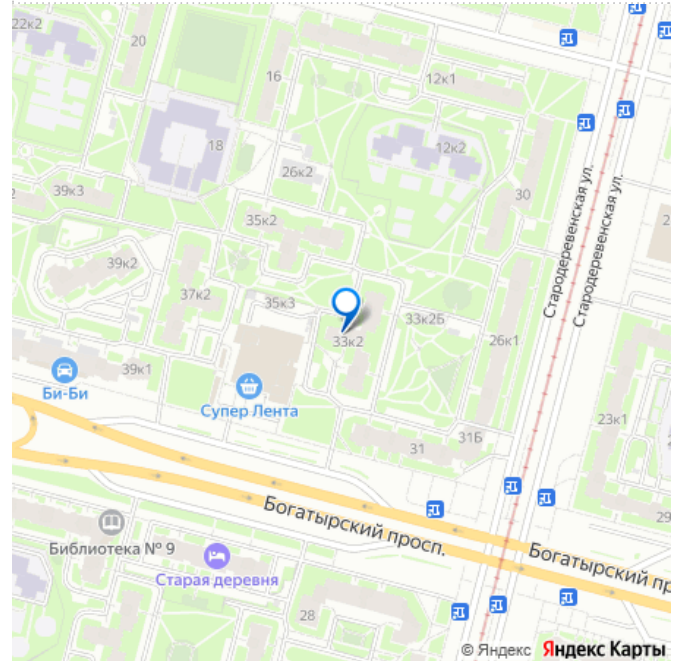 22к2
20
16
12к1
18
12к2
26к2
30
39к3
2
35к2
Стародеревенская ул.
Стародеревенская ул.
2
39к2
37к2
35к3
33к2Б
33к2
26к1
39к1
Би-Би
Супер Лента
23к1
31
31Б
Богатырский просп.
29
Библиотека № 9
Богатырский пр
Старая деревня
28
© Яндекс Яндекс Карты